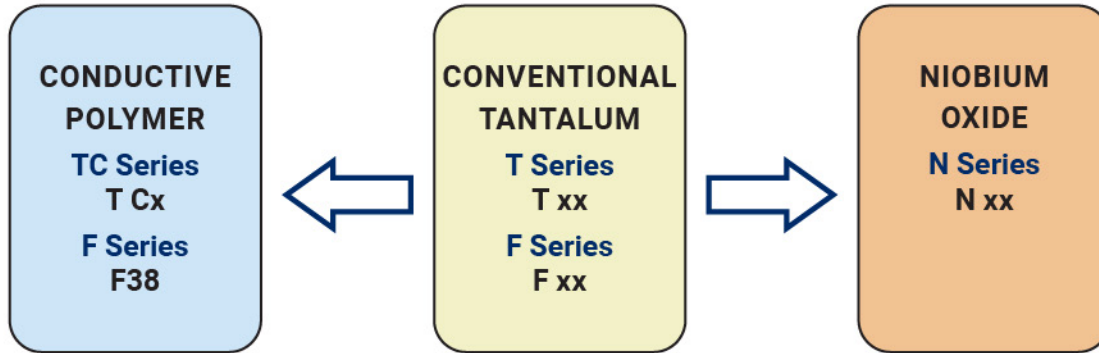 CONDUCTIVE
POLYMER
TC Series
T Cx
F Series
F38
CONVENTIONAL
TANTALUM
T Series
T xx
F Series
F xx
NIOBIUM
OXIDE
N Series
N xx